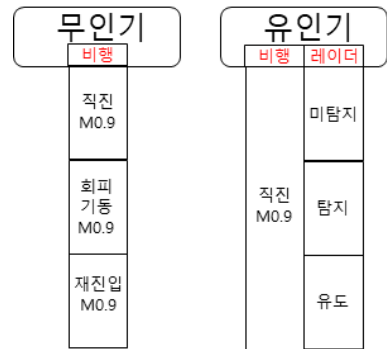 무인기
비행
직진
M0.9
회피
기동
M0.9
재진입
M0.9
유인기
비행 레이더
직진
M0.9
미탐지
탐지
유도